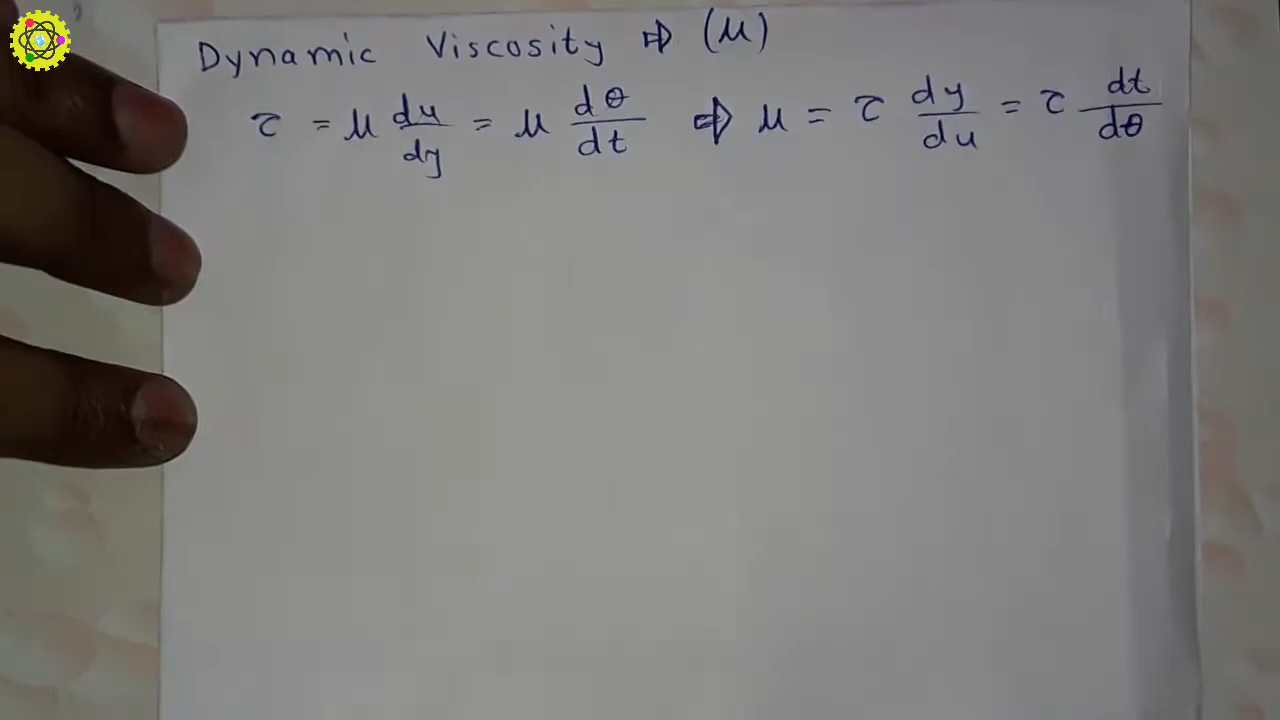 Dynamic Viscosity ⇒ (μ)
τ = μ du/dy = μ dθ/dt ⇒ μ = τ dy/du = τ dt/dθ